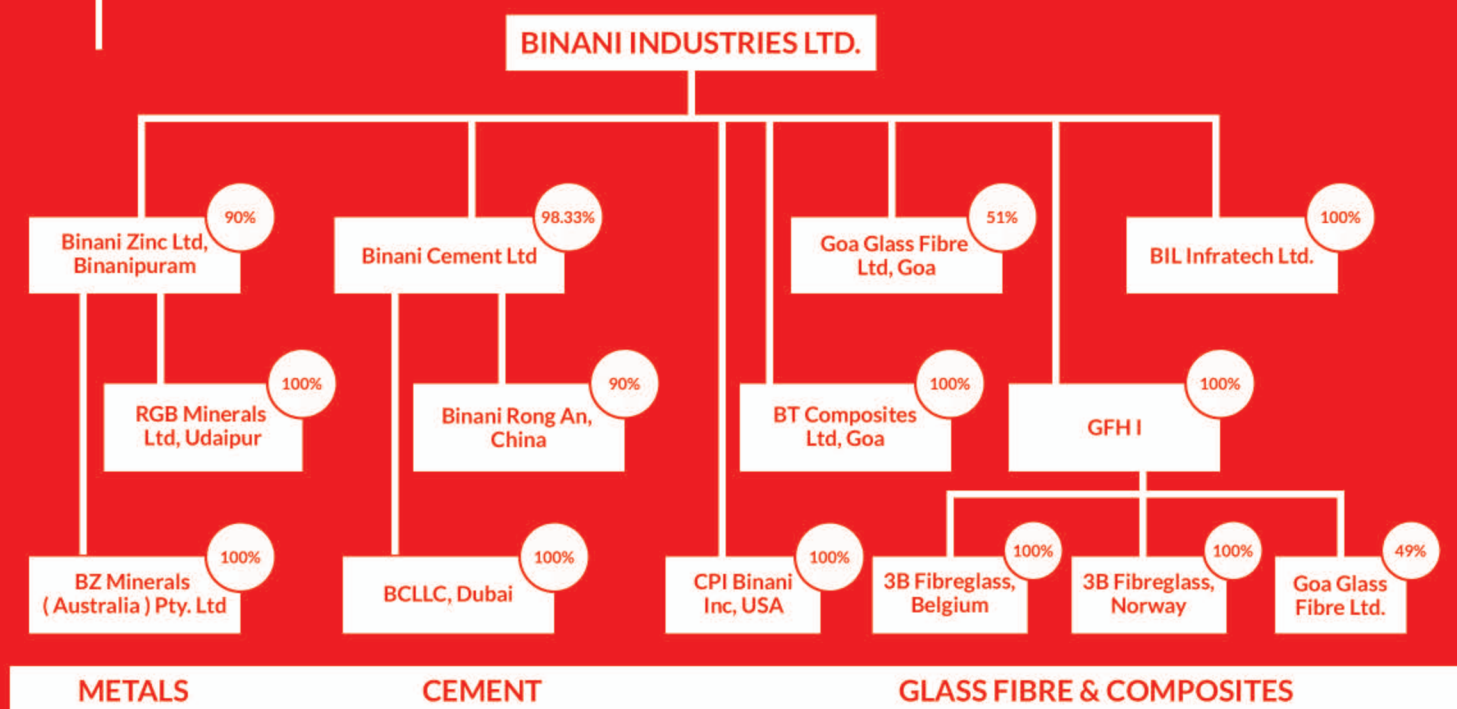 BINANI INDUSTRIES LTD.
90%
98.33%
51%
100%
Binani Zinc Ltd,
Binanipuram
Binani Cement Ltd
Goa Glass Fibre
Ltd, Goa
BIL Infratech Ltd.
100%
90%
100%
100%
RGB Minerals
Ltd, Udaipur
Binani Rong An,
China
BT Composites
Ltd, Goa
GFH I
100%
100%
100%
100%
100%
49%
BZ Minerals
( Australia ) Pty. Ltd
BCLLC, Dubai
CPI Binani
Inc, USA
3B Fibreglass,
Belgium
3B Fibreglass,
Norway
Goa Glass
Fibre Ltd.
METALS
CEMENT
GLASS FIBRE & COMPOSITES